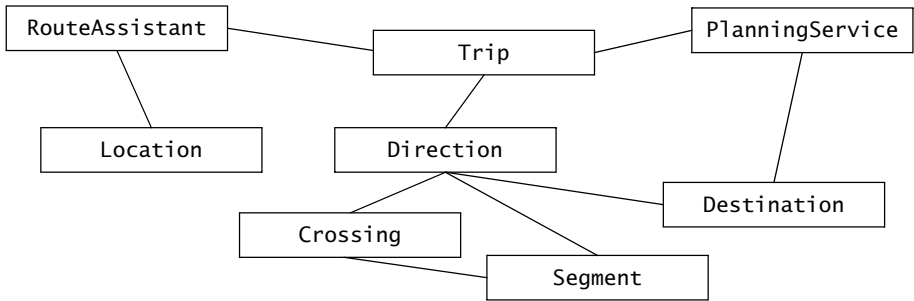 RouteAssistant
PlanningService
Trip
Location
Direction
Destination
Crossing
Segment